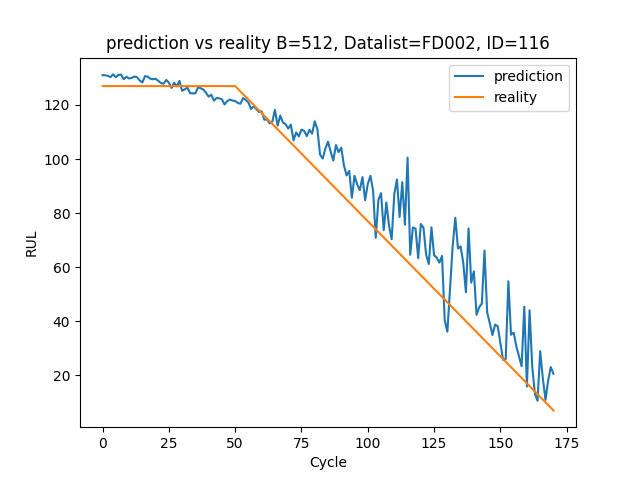 prediction vs reality B=512, Datalist=FD002, ID=116
prediction
reality
RUL
120
100
80
60
40
20
0 25 50 75 100 125 150 175
Cycle